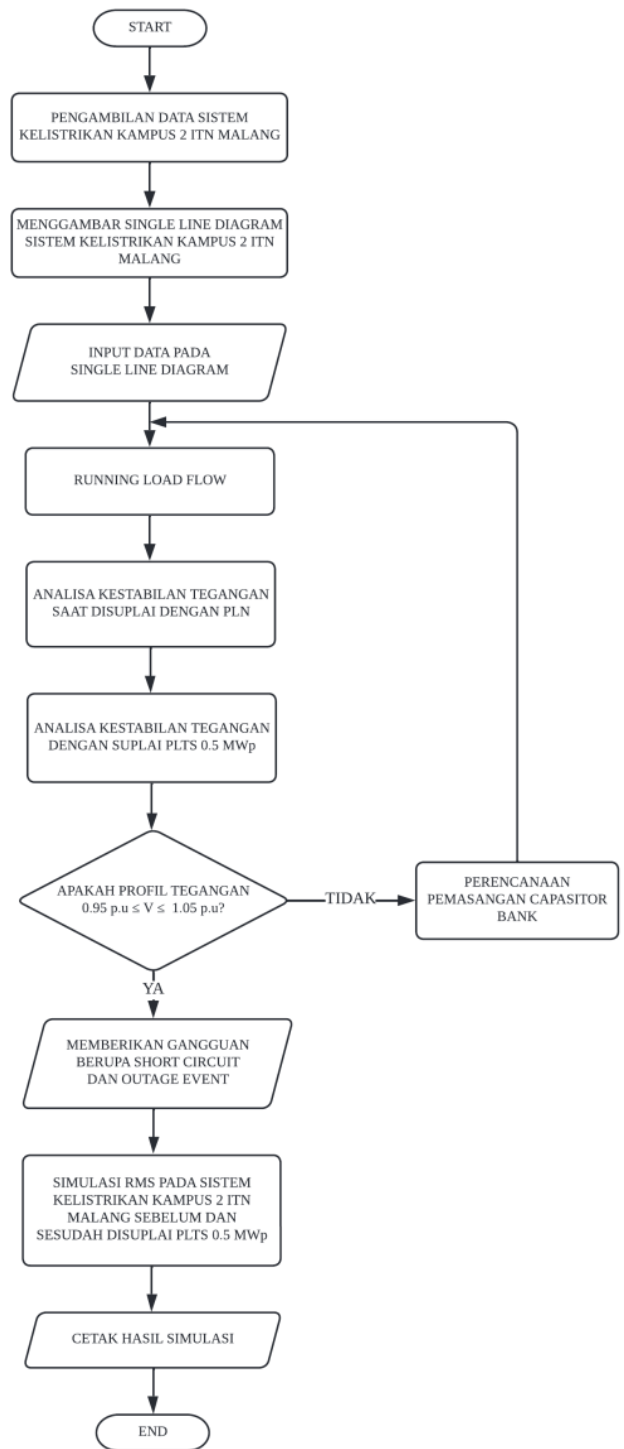 START
PENGAMBILAN DATA SISTEM
KELISTRIKAN KAMPUS 2 ITN MALANG
MENGGAMBAR SINGLE LINE DIAGRAM
SISTEM KELISTRIKAN KAMPUS 2 ITN
MALANG
INPUT DATA PADA
SINGLE LINE DIAGRAM
RUNNING LOAD FLOW
ANALISA KESTABILAN TEGANGAN
SAAT DISUPLAI DENGAN PLN
ANALISA KESTABILAN TEGANGAN
DENGAN SUPLAI PLTS 0.5 MWp
APAKAH PROFIL TEGANGAN
0.95 p.u ≤ V ≤ 1.05 p.u?
TIDAK
PERENCANAAN
PEMASANGAN CAPASITOR
BANK
YA
MEMBERIKAN GANGGUAN
BERUPA SHORT CIRCUIT
DAN OUTAGE EVENT
SIMULASI RMS PADA SISTEM
KELISTRIKAN KAMPUS 2 ITN
MALANG SEBELUM DAN
SESUDAH DISUPLAI PLTS 0.5 MWp
CETAK HASIL SIMULASI
END